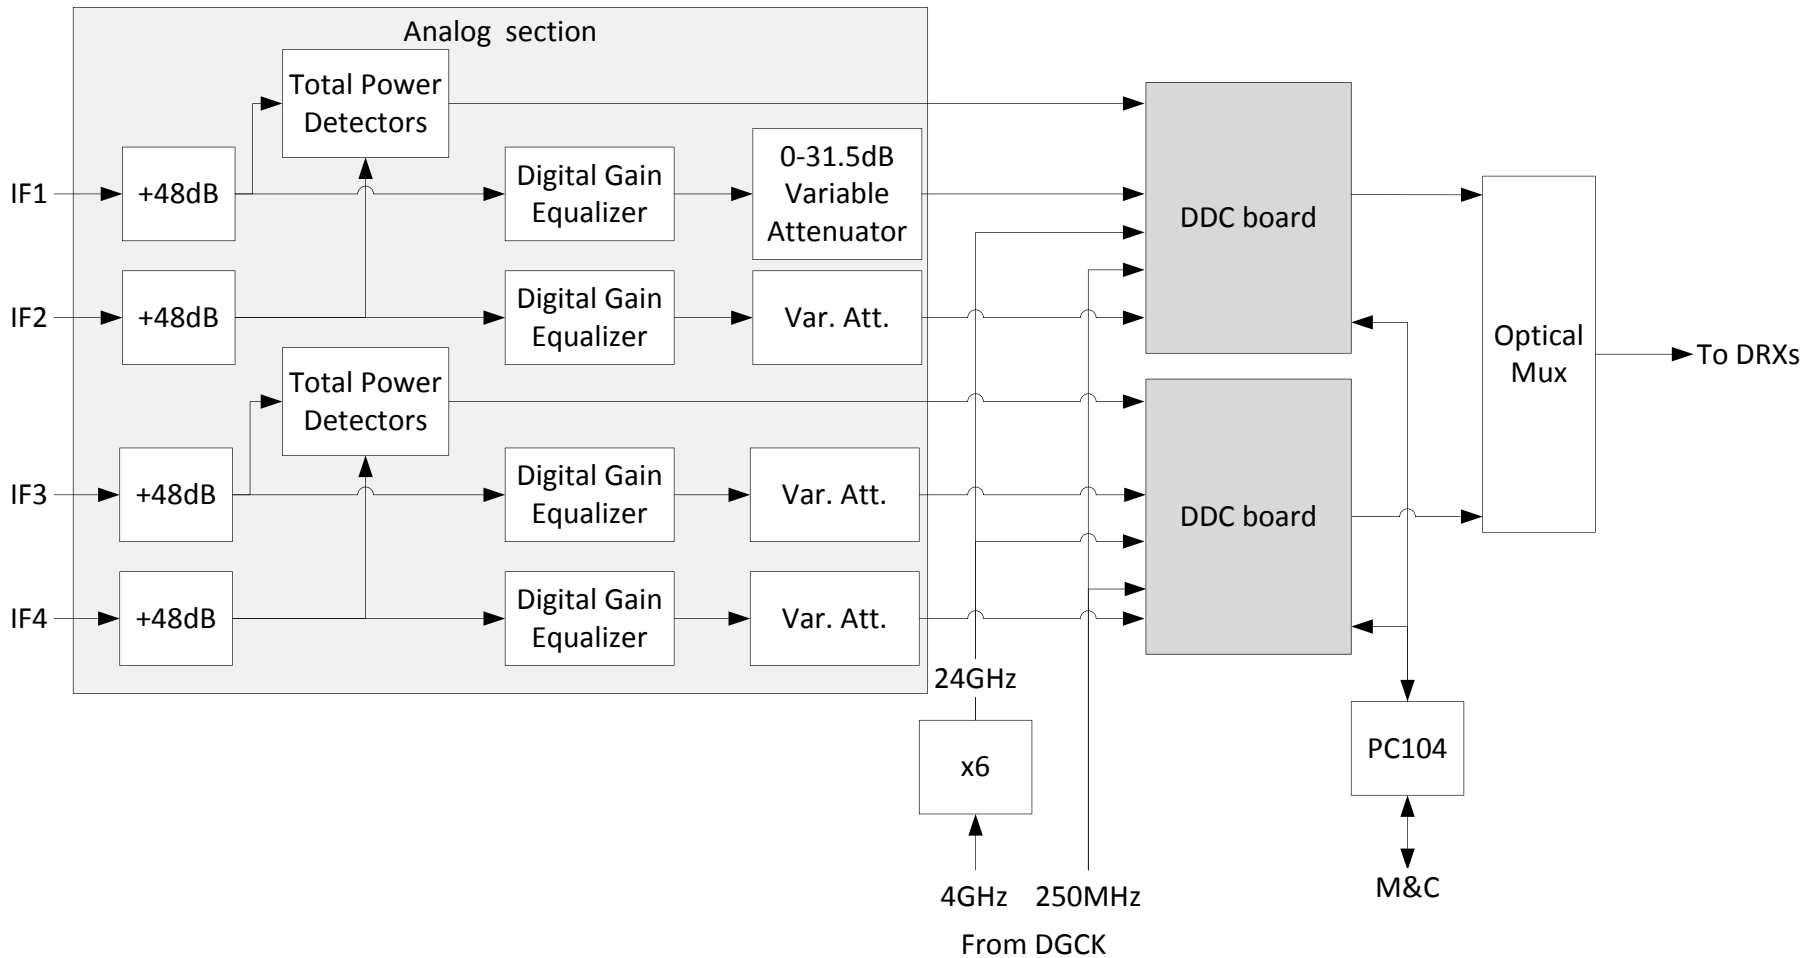 Analog section
Total Power
Detectors
IF1
+48dB
Digital Gain
Equalizer
0-31.5dB
Variable
Attenuator
DDC board
IF2
+48dB
Digital Gain
Equalizer
Var. Att.
Optical
Mux
To DRXs
Total Power
Detectors
IF3
+48dB
Digital Gain
Equalizer
Var. Att.
DDC board
IF4
+48dB
Digital Gain
Equalizer
Var. Att.
24GHz
x6
PC104
4GHz
250MHz
M&C
From DGCK